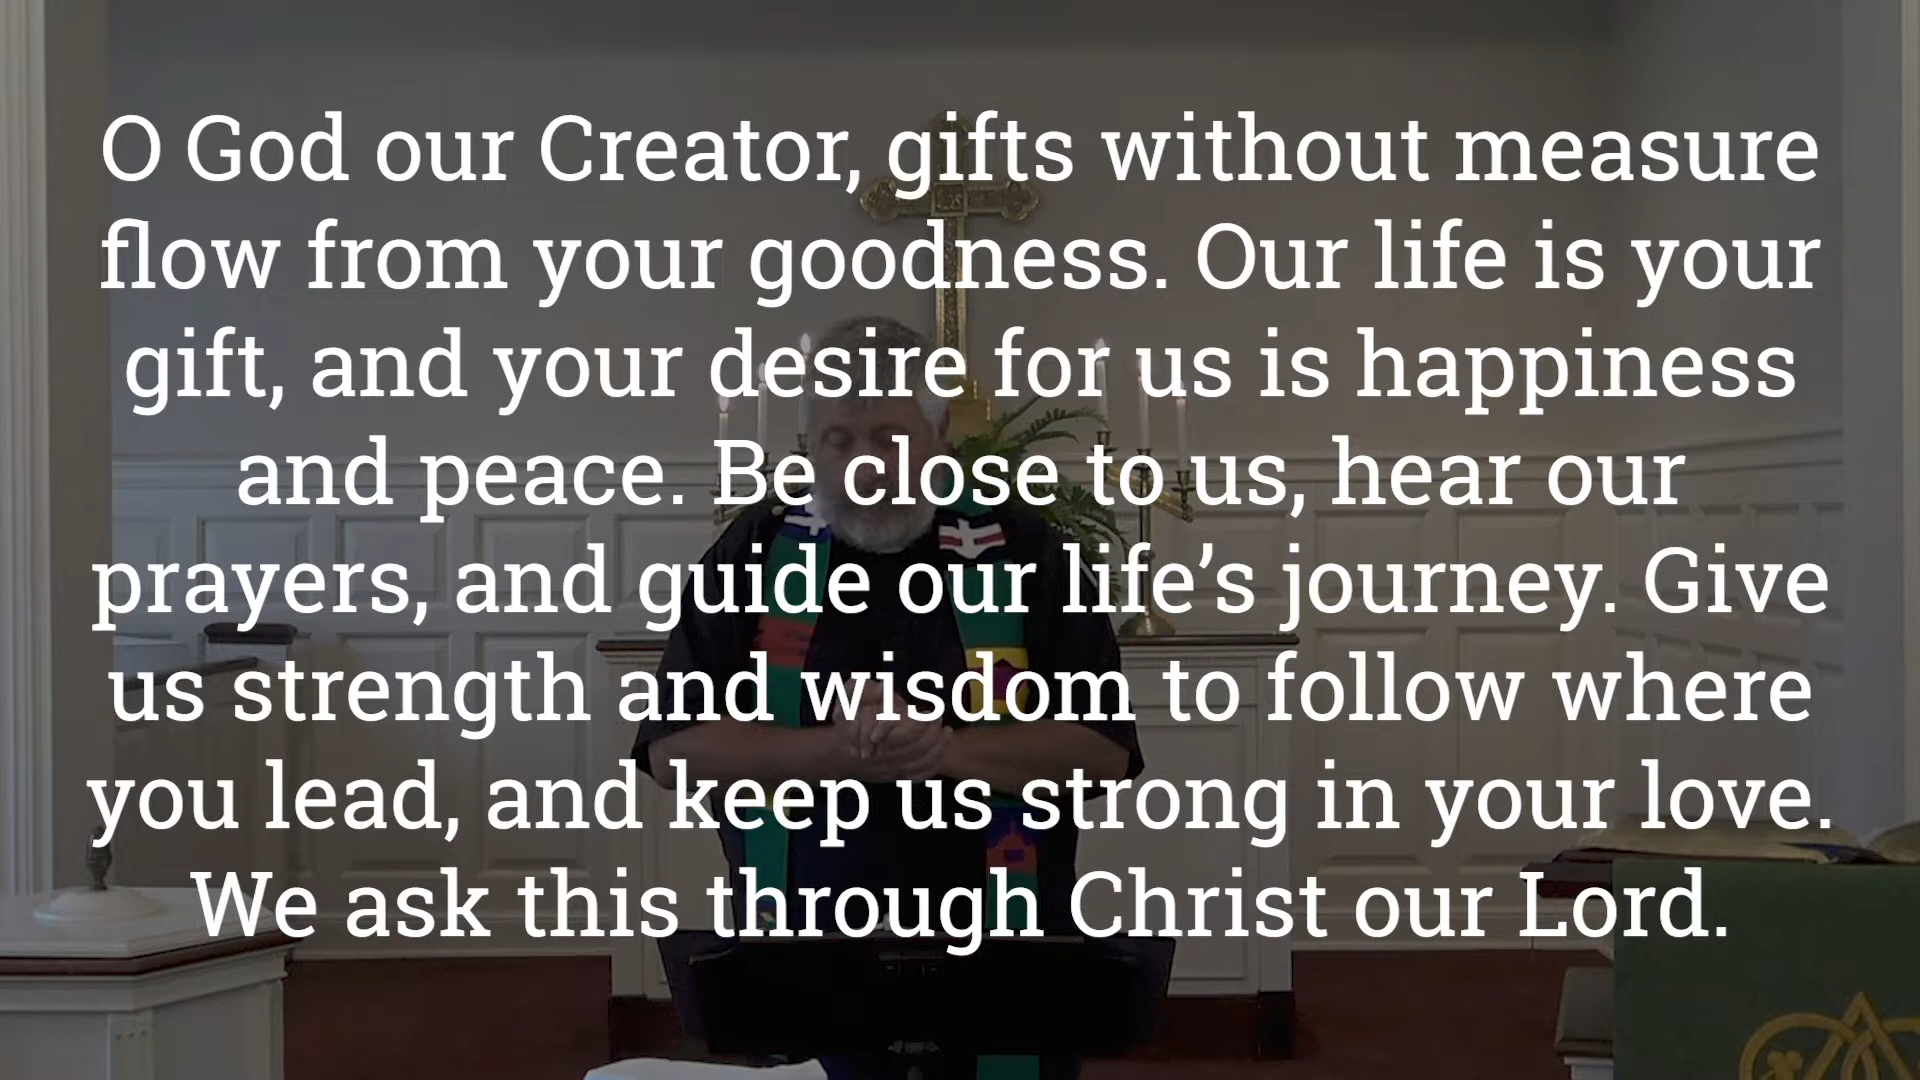 O God our Creator, gifts without measure
flow from your goodness. Our life is your
gift, and your desire for us is happiness
and peace. Be close to us, hear our
prayers, and guide our life’s journey. Give
us strength and wisdom to follow where
you lead, and keep us strong in your love.
We ask this through Christ our Lord.